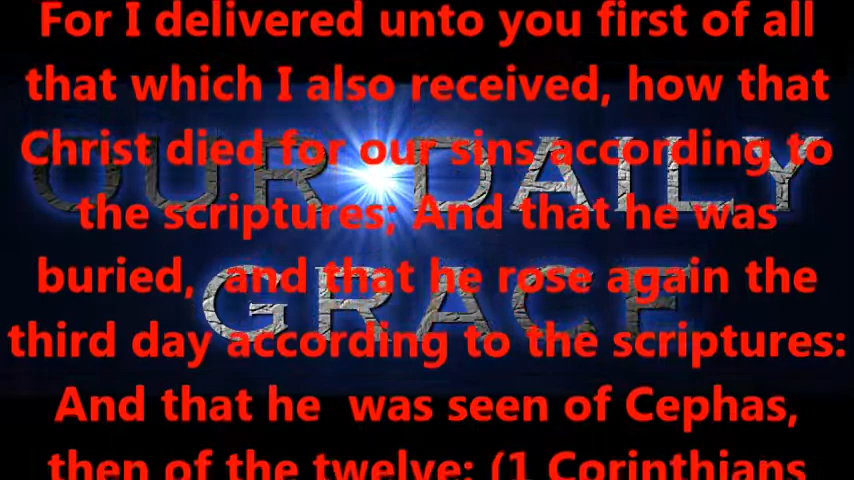 For I delivered unto you first of all
that which I also received, how that
Christ died for our sins according to
the scriptures; And that he was
buried, and that he rose again the
third day according to the scriptures:
And that he was seen of Cephas,
then of the twelve: (1 Corinthians
OUR DAILY
GRACE